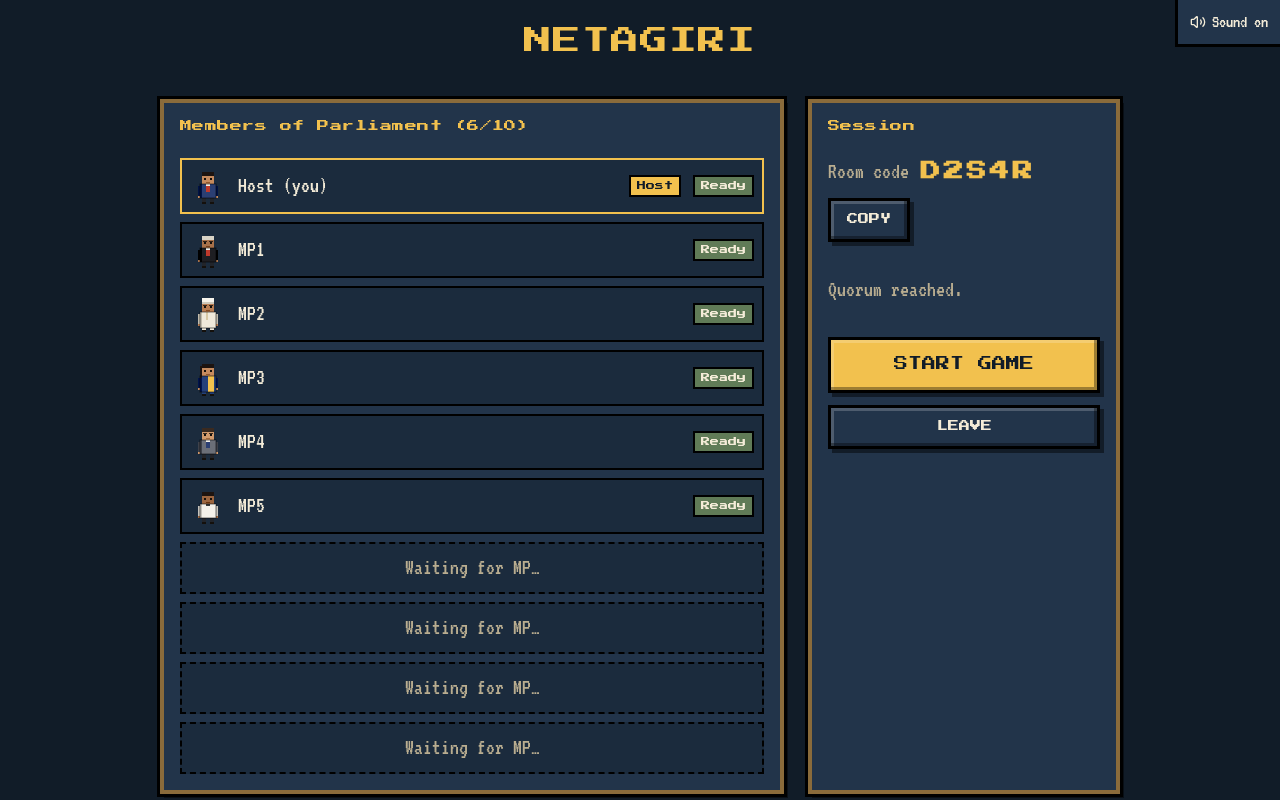 NETAGIRI
Sound on
Members of Parliament (6/10)
Host (you)
Host
Ready
MP1
Ready
MP2
Ready
MP3
Ready
MP4
Ready
MP5
Ready
Waiting for MP…
Waiting for MP…
Waiting for MP…
Waiting for MP…
Session
Room code D2S4R
COPY
Quorum reached.
START GAME
LEAVE